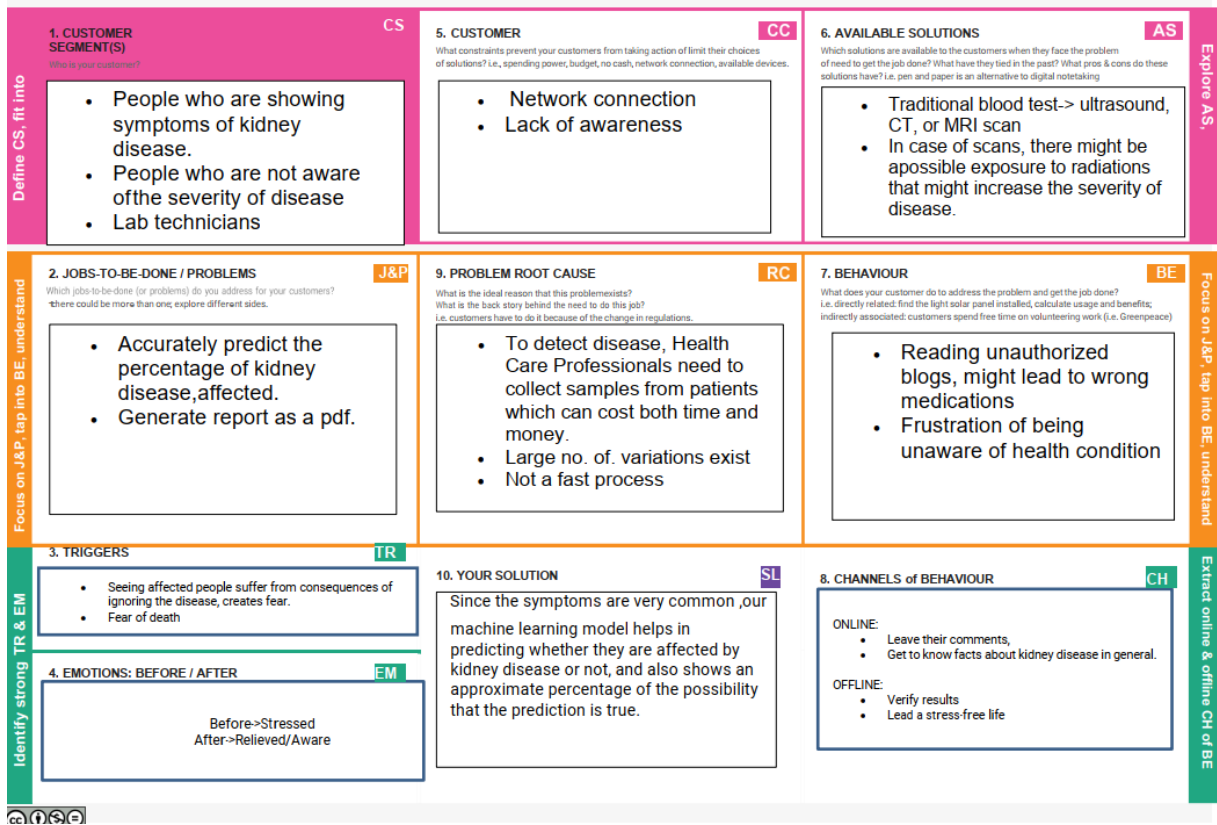 Define CS, fit into
1. CUSTOMER
SEGMENT(S)
CS
Who is your customer?
• People who are showing
symptoms of kidney
disease.
• People who are not aware
ofthe severity of disease
• Lab technicians
5. CUSTOMER
CC
What constraints prevent your customers from taking action of limit their choices
of solutions? i.e., spending power, budget, no cash, network connection, available devices.
• Network connection
• Lack of awareness
6. AVAILABLE SOLUTIONS
AS
Which solutions are available to the customers when they face the problem
of need to get the job done? What have they tied in the past? What pros & cons do these
solutions have? i.e. pen and paper is an alternative to digital notetaking
• Traditional blood test-> ultrasound,
CT, or MRI scan
• In case of scans, there might be
apossible exposure to radiations
that might increase the severity of
disease.
Explore AS,
Focus on J&P, tap into BE, understand
2. JOBS-TO-BE-DONE / PROBLEMS
J&P
Which jobs-to-be-done (or problems) do you address for your customers?
there could be more than one; explore different sides.
• Accurately predict the
percentage of kidney
disease,affected.
• Generate report as a pdf.
9. PROBLEM ROOT CAUSE
RC
What is the ideal reason that this problemexists?
What is the back story behind the need to do this job?
i.e. customers have to do it because of the change in regulations.
• To detect disease, Health
Care Professionals need to
collect samples from patients
which can cost both time and
money.
• Large no. of. variations exist
• Not a fast process
7. BEHAVIOUR
BE
What does your customer do to address the problem and get the job done?
i.e. directly related: find the light solar panel installed, calculate usage and benefits;
indirectly associated: customers spend free time on volunteering work (i.e. Greenpeace)
• Reading unauthorized
blogs, might lead to wrong
medications
• Frustration of being
unaware of health condition
Focus on J&P, tap into BE, understand
Identify strong TR & EM
3. TRIGGERS
TR
• Seeing affected people suffer from consequences of
ignoring the disease, creates fear.
• Fear of death
4. EMOTIONS: BEFORE / AFTER
EM
Before->Stressed
After->Relieved/Aware
10. YOUR SOLUTION
SL
Since the symptoms are very common ,our
machine learning model helps in
predicting whether they are affected by
kidney disease or not, and also shows an
approximate percentage of the possibility
that the prediction is true.
8. CHANNELS of BEHAVIOUR
CH
ONLINE:
• Leave their comments,
• Get to know facts about kidney disease in general.
OFFLINE:
• Verify results
• Lead a stress-free life
Extract online & offline CH of BE